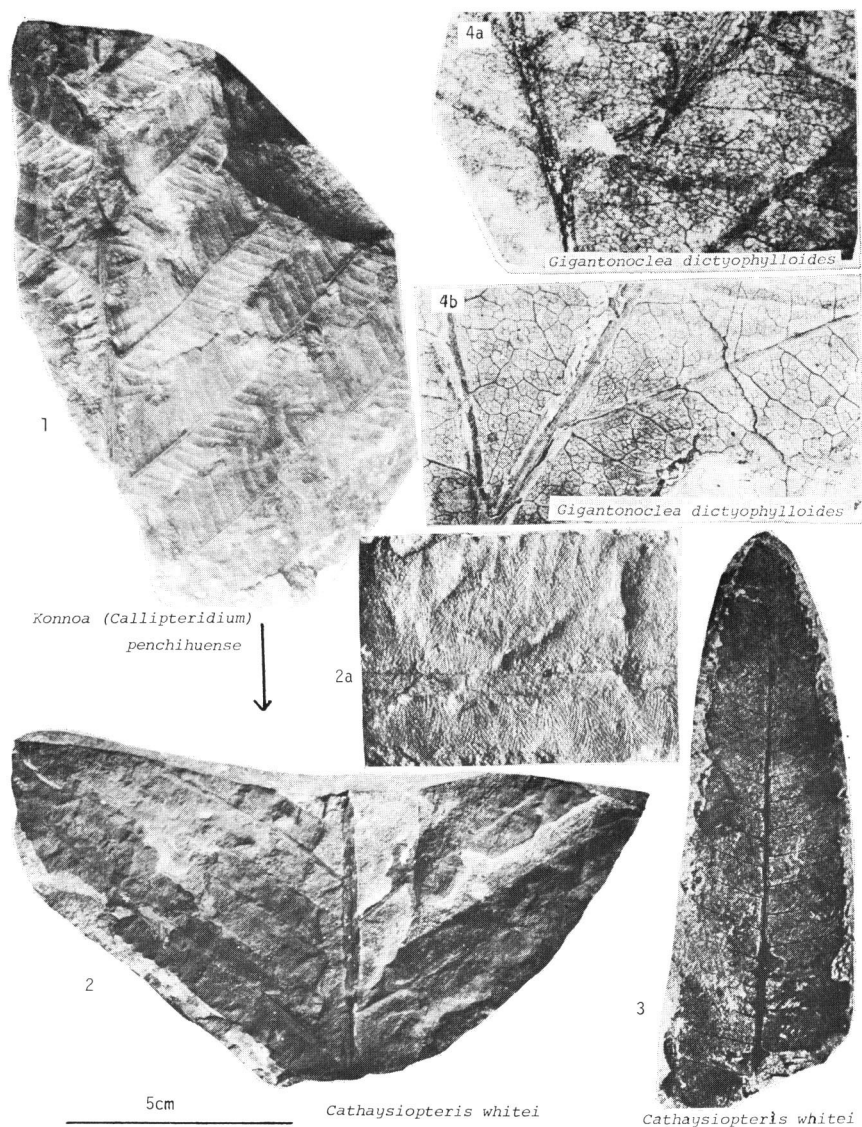 4a
Gigantonoclea dictyophylloides
4b
Gigantonoclea dictyophylloides
1
Konnoa (Callipteridium)
penchihuense
2a
2
3
5cm
Cathaysiopteris whitei
Cathaysiopteris whitei